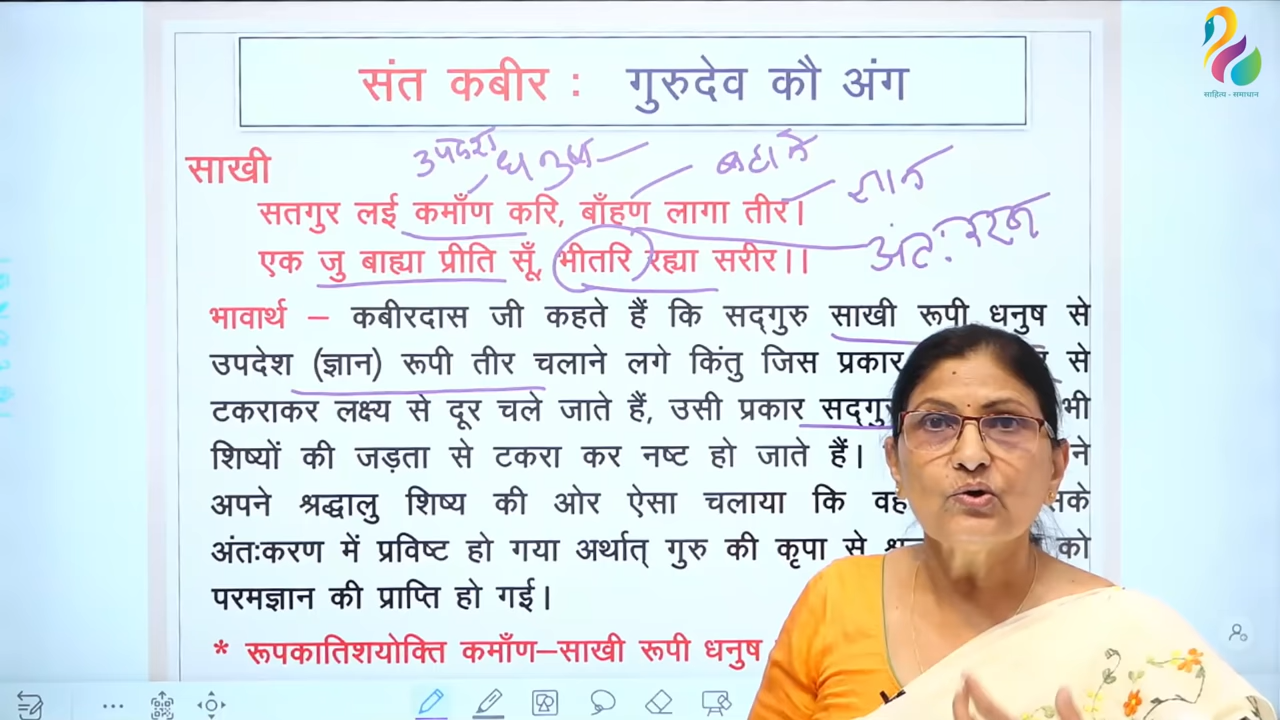 साहित्य - समाधान
संत कबीर : गुरुदेव कौ अंग
उपदेश धनुष बहाने
साखी
ज्ञान
सतगुर लई कमाँण करि, बाँहण लागा तीर।
अंतःकरण
एक जु बाह्या प्रीति सूँ, भीतरि रह्या सरीर।।
भावार्थ – कबीरदास जी कहते हैं कि सद्‌गुरु साखी रूपी धनुष से
उपदेश (ज्ञान) रूपी तीर चलाने लगे किंतु जिस प्रकार से
टकराकर लक्ष्य से दूर चले जाते हैं, उसी प्रकार भी
शिष्यों की जड़ता से टकरा कर नष्ट हो जाते हैं।
अपने श्रद्धालु शिष्य की ओर ऐसा चलाया कि वह
अंतःकरण में प्रविष्ट हो गया अर्थात् गुरु की कृपा से को
परमज्ञान की प्राप्ति हो गई।
* रूपकातिशयोक्ति कमाँण–साखी रूपी धनुष